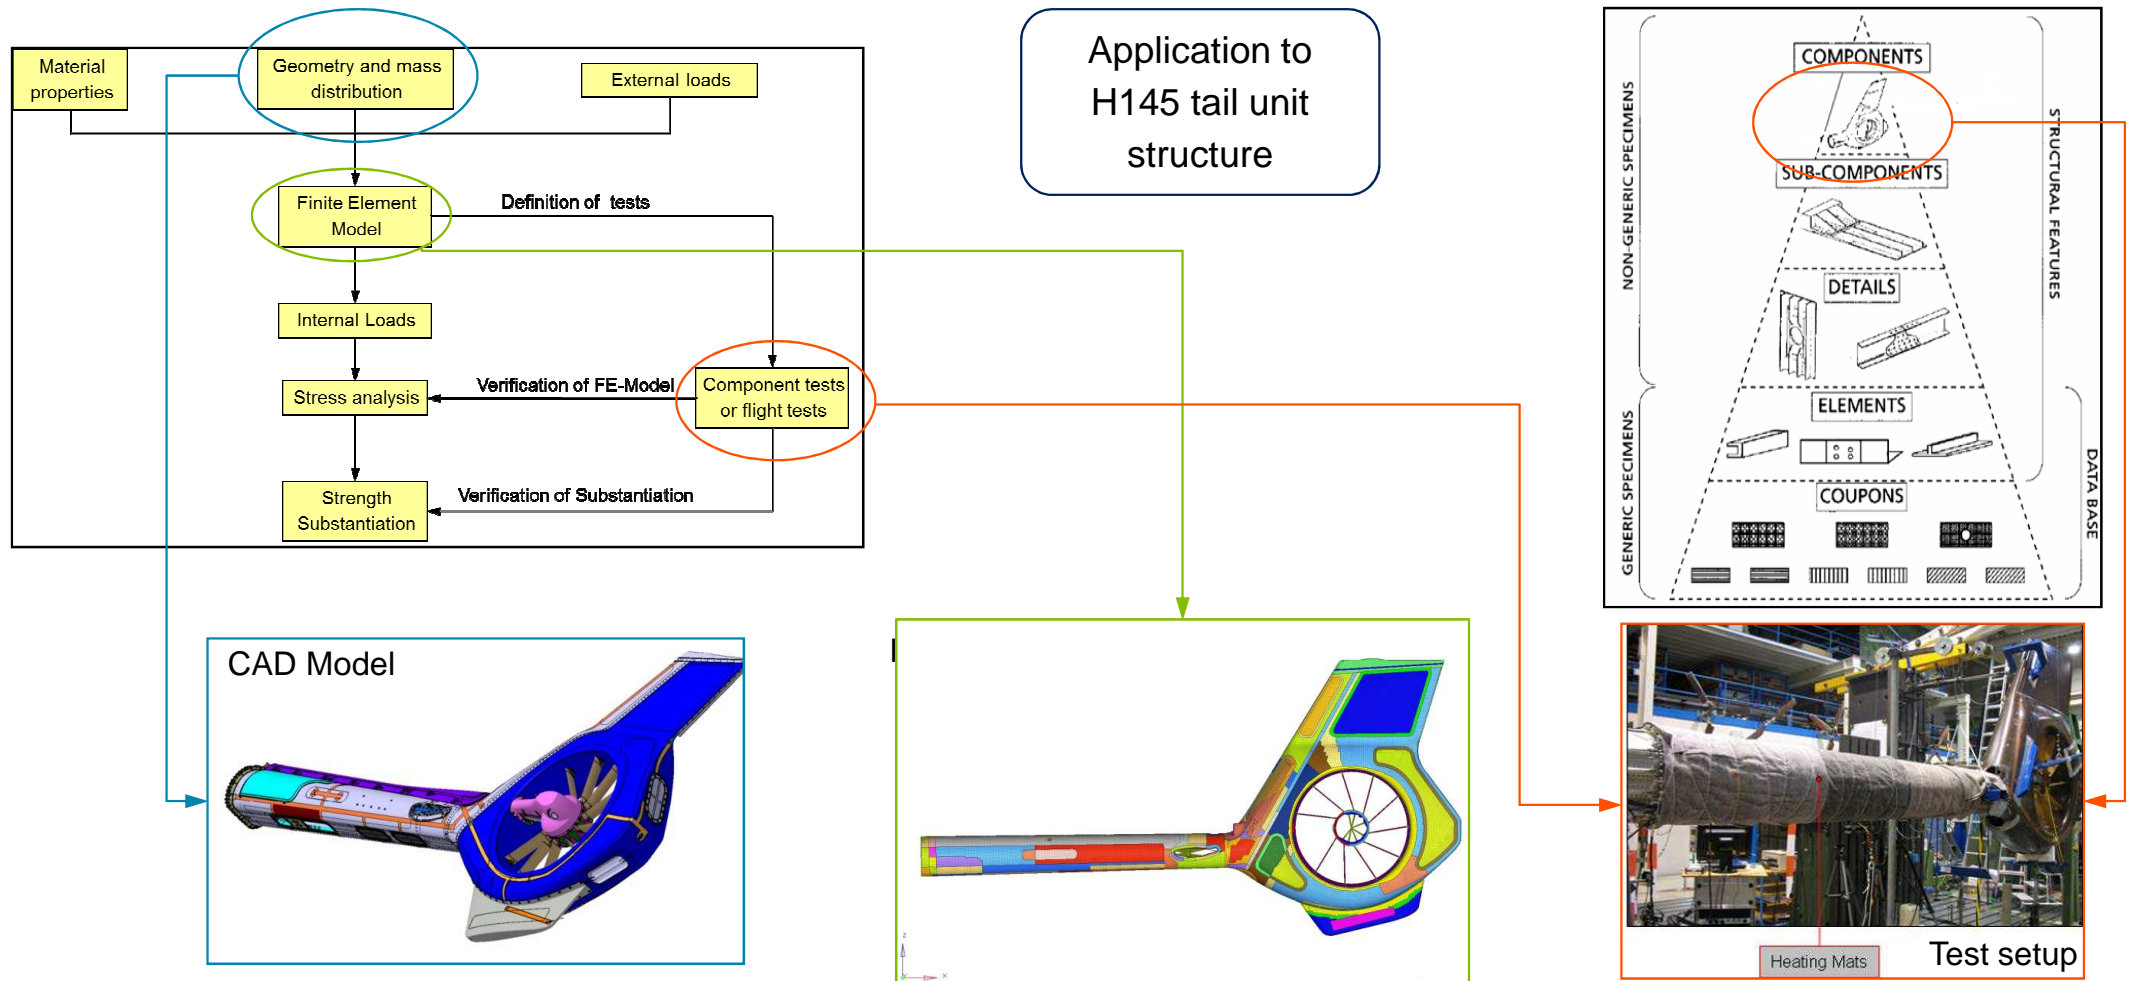 Material
properties
Geometry and mass
distribution
External loads
Finite Element
Model
Definition of tests
Internal Loads
Stress analysis
Verification of FE-Model
Component tests
or flight tests
Strength
Substantiation
Verification of Substantiation
Application to
H145 tail unit
structure
COMPONENTS
SUB-COMPONENTS
DETAILS
ELEMENTS
COUPONS
NON-GENERIC SPECIMENS
GENERIC SPECIMENS
STRUCTURAL FEATURES
DATA BASE
CAD Model
z
x
Heating Mats
Test setup